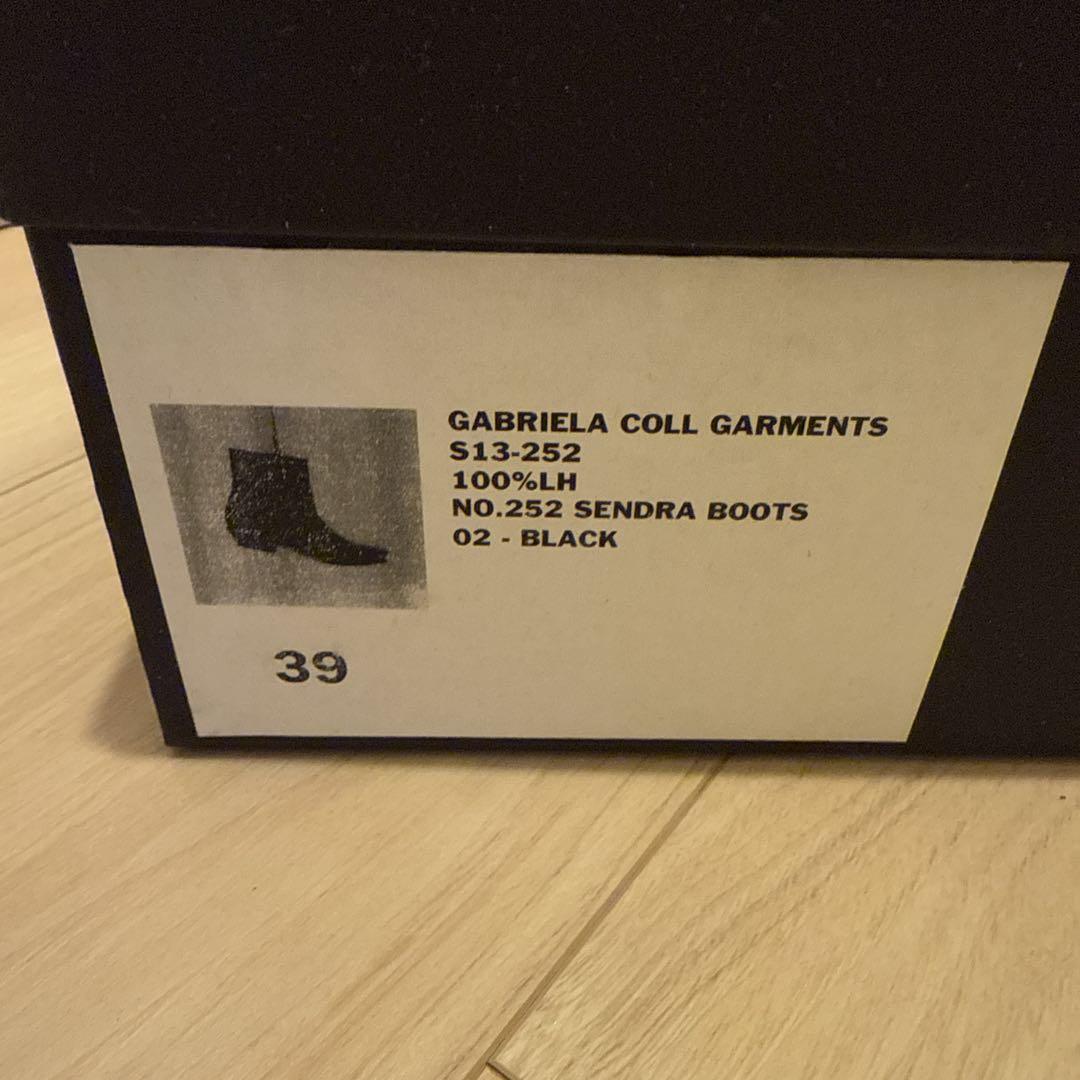 GABRIELA COLL GARMENTS
S13-252
100%LH
NO.252 SENDRA BOOTS
02 - BLACK
39